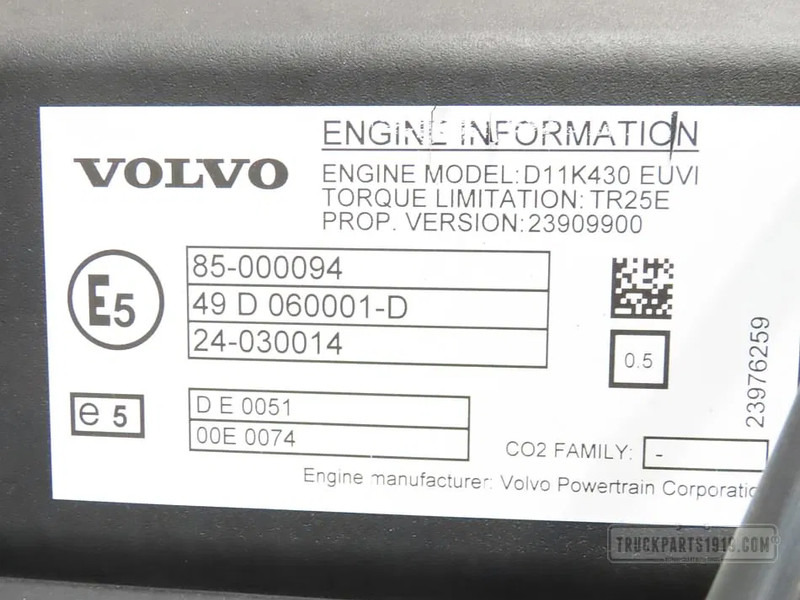 VOLVO
ENGINE INFORMATION
ENGINE MODEL: D11K430 EUVI
TORQUE LIMITATION: TR25E
PROP. VERSION: 23909900
E5
85-000094
49 D 060001-D
24-030014
0.5
23976259
e 5
D E 0051
00E 0074
CO2 FAMILY: -
Engine manufacturer: Volvo Powertrain Corporatio
TRUCKPARTS1919.COM